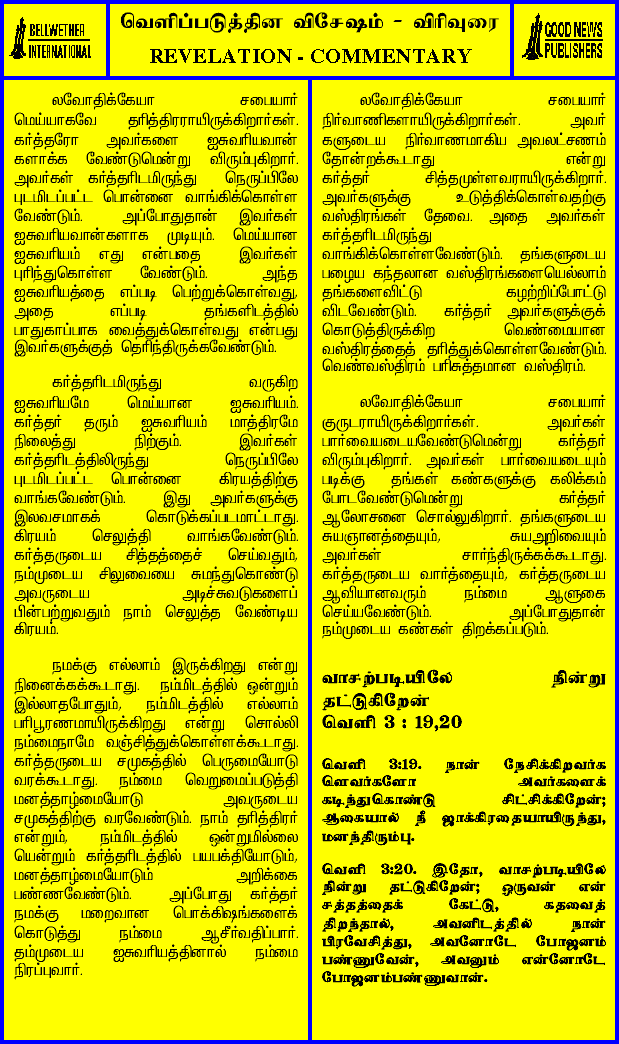 BELLWETHER
INTERNATIONAL
வெளிப்படுத்தின விசேஷம் - விரிவுரை
REVELATION - COMMENTARY
GOOD NEWS
PUBLISHERS
லவோதிக்கேயா சபையார்
மெய்யாகவே தரித்திரராயிருக்கிறார்கள்.
கர்த்தரோ அவர்களை ஐசுவரியவான்
களாக்க வேண்டுமென்று விரும்புகிறார்.
அவர்கள் கர்த்தரிடமிருந்து நெருப்பிலே
புடமிடப்பட்ட பொன்னை வாங்கிக்கொள்ள
வேண்டும். அப்போதுதான் இவர்கள்
ஐசுவரியவான்களாக முடியும். மெய்யான
ஐசுவரியம் எது என்பதை இவர்கள்
புரிந்துகொள்ள வேண்டும். அந்த
ஐசுவரியத்தை எப்படி பெற்றுக்கொள்வது,
அதை எப்படி தங்களிடத்தில்
பாதுகாப்பாக வைத்துக்கொள்வது என்பது
இவர்களுக்குத் தெரிந்திருக்கவேண்டும்.
கர்த்தரிடமிருந்து வருகிற
ஐசுவரியமே மெய்யான ஐசுவரியம்.
கர்த்தர் தரும் ஐசுவரியம் மாத்திரமே
நிலைத்து நிற்கும். இவர்கள்
கர்த்தரிடத்திலிருந்து நெருப்பிலே
புடமிடப்பட்ட பொன்னை கிரயத்திற்கு
வாங்கவேண்டும். இது அவர்களுக்கு
இலவசமாகக் கொடுக்கப்படமாட்டாது.
கிரயம் செலுத்தி வாங்கவேண்டும்.
கர்த்தருடைய சித்தத்தைச் செய்வதும்,
நம்முடைய சிலுவையை சுமந்துகொண்டு
அவருடைய அடிச்சுவடுகளைப்
பின்பற்றுவதும் நாம் செலுத்த வேண்டிய
கிரயம்.
நமக்கு எல்லாம் இருக்கிறது என்று
நினைக்கக்கூடாது. நம்மிடத்தில் ஒன்றும்
இல்லாதபோதும், நம்மிடத்தில் எல்லாம்
பரிபூரணமாயிருக்கிறது என்று சொல்லி
நம்மைநாமே வஞ்சித்துக்கொள்ளக்கூடாது.
கர்த்தருடைய சமுகத்தில் பெருமையோடு
வரக்கூடாது. நம்மை வெறுமைப்படுத்தி
மனத்தாழ்மையோடு அவருடைய
சமுகத்திற்கு வரவேண்டும். நாம் தரித்திரர்
என்றும், நம்மிடத்தில் ஒன்றுமில்லை
யென்றும் கர்த்தரிடத்தில் பயபக்தியோடும்,
மனத்தாழ்மையோடும் அறிக்கை
பண்ணவேண்டும். அப்போது கர்த்தர்
நமக்கு மறைவான பொக்கிஷங்களைக்
கொடுத்து நம்மை ஆசீர்வதிப்பார்.
தம்முடைய ஐசுவரியத்தினால் நம்மை
நிரப்புவார்.
லவோதிக்கேயா சபையார்
நிர்வாணிகளாயிருக்கிறார்கள். அவர்
களுடைய நிர்வாணமாகிய அவலட்சணம்
தோன்றக்கூடாது என்று
கர்த்தர் சித்தமுள்ளவராயிருக்கிறார்.
அவர்களுக்கு உடுத்திக்கொள்வதற்கு
வஸ்திரங்கள் தேவை. அதை அவர்கள்
கர்த்தரிடமிருந்து
வாங்கிக்கொள்ளவேண்டும். தங்களுடைய
பழைய கந்தலான வஸ்திரங்களையெல்லாம்
தங்களைவிட்டு கழற்றிப்போட்டு
விடவேண்டும். கர்த்தர் அவர்களுக்குக்
கொடுத்திருக்கிற வெண்மையான
வஸ்திரத்தைத் தரித்துக்கொள்ளவேண்டும்.
வெண்வஸ்திரம் பரிசுத்தமான வஸ்திரம்.
லவோதிக்கேயா சபையார்
குருடராயிருக்கிறார்கள். அவர்கள்
பார்வையடையவேண்டுமென்று கர்த்தர்
விரும்புகிறார். அவர்கள் பார்வையடையும்
படிக்கு தங்கள் கண்களுக்கு கலிக்கம்
போடவேண்டுமென்று கர்த்தர்
ஆலோசனை சொல்லுகிறார். தங்களுடைய
சுயஞானத்தையும், சுயஅறிவையும்
அவர்கள் சார்ந்திருக்கக்கூடாது.
கர்த்தருடைய வார்த்தையும், கர்த்தருடைய
ஆவியானவரும் நம்மை ஆளுகை
செய்யவேண்டும். அப்போதுதான்
நம்முடைய கண்கள் திறக்கப்படும்.
வாசற்படியிலே நின்று
தட்டுகிறேன்
வெளி 3 : 19,20
வெளி 3:19. நான் நேசிக்கிறவர்க
ளெவர்களோ அவர்களைக்
கடிந்துகொண்டு சிட்சிக்கிறேன்;
ஆகையால் நீ ஜாக்கிரதையாயிருந்து,
மனந்திரும்பு.
வெளி 3:20. இதோ, வாசற்படியிலே
நின்று தட்டுகிறேன்; ஒருவன் என்
சத்தத்தைக் கேட்டு, கதவைத்
திறந்தால், அவனிடத்தில் நான்
பிரவேசித்து, அவனோடே போஜனம்
பண்ணுவேன், அவனும் என்னோடே
போஜனம்பண்ணுவான்.